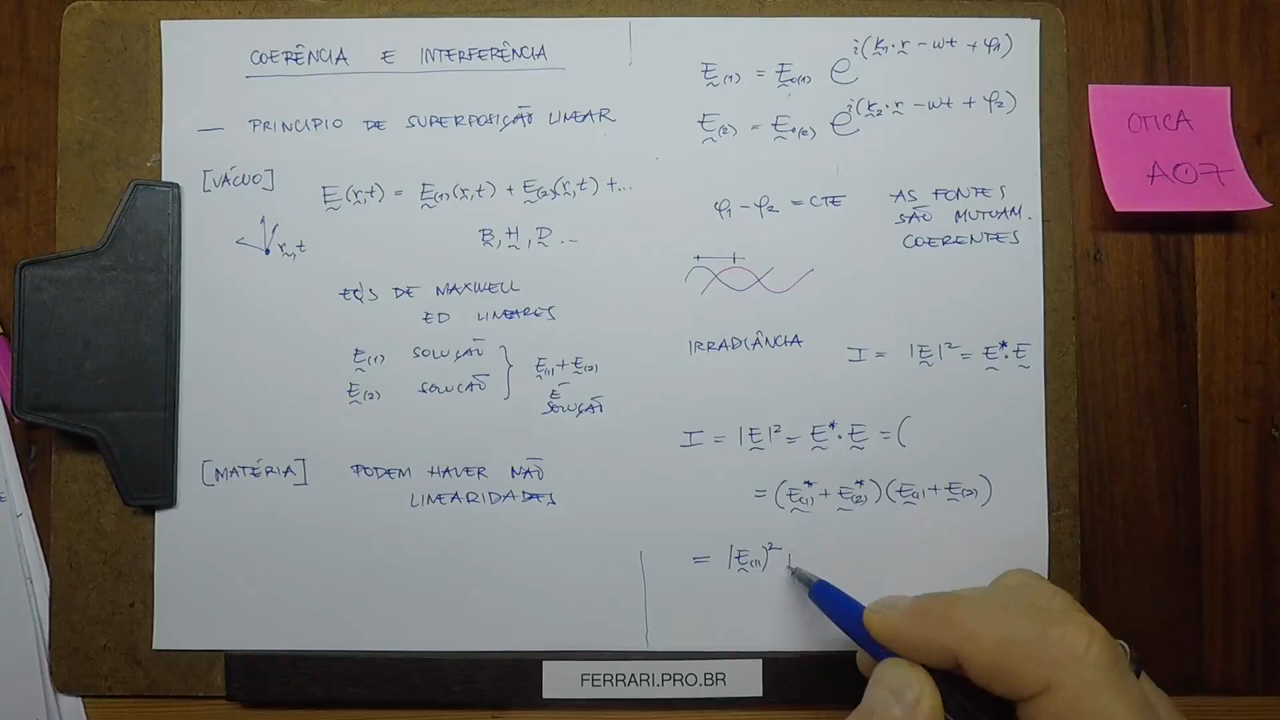 COERÊNCIA E INTERFERÊNCIA
— PRINCIPIO DE SUPERPOSIÇÃO LINEAR
[VÁCUO]
E(r,t) = E(1)(r,t) + E(2)(r,t) + ...
r, t
B, H, D ...
EQ'S DE MAXWELL
ED LINEARES
E(1) SOLUÇÃO
E(2) SOLUCÃO
E(1) + E(2)
É
SOLUÇÃO
[MATÉRIA] PODEM HAVER NÃO
LINEARIDADES
E(1) = E0(1) e^i(k1·r - wt + φ1)
E(2) = E0(2) e^i(k2·r - wt + φ2)
φ1 - φ2 = CTE
AS FONTES
SÃO MUTUAM.
COERENTES
IRRADIÂNCIA I = |E|² = E*·E
I = |E|² = E*·E = (
= (E(1)* + E(2)*)(E(1) + E(2))
= |E(1)|²
OTICA
A07
FERRARI.PRO.BR